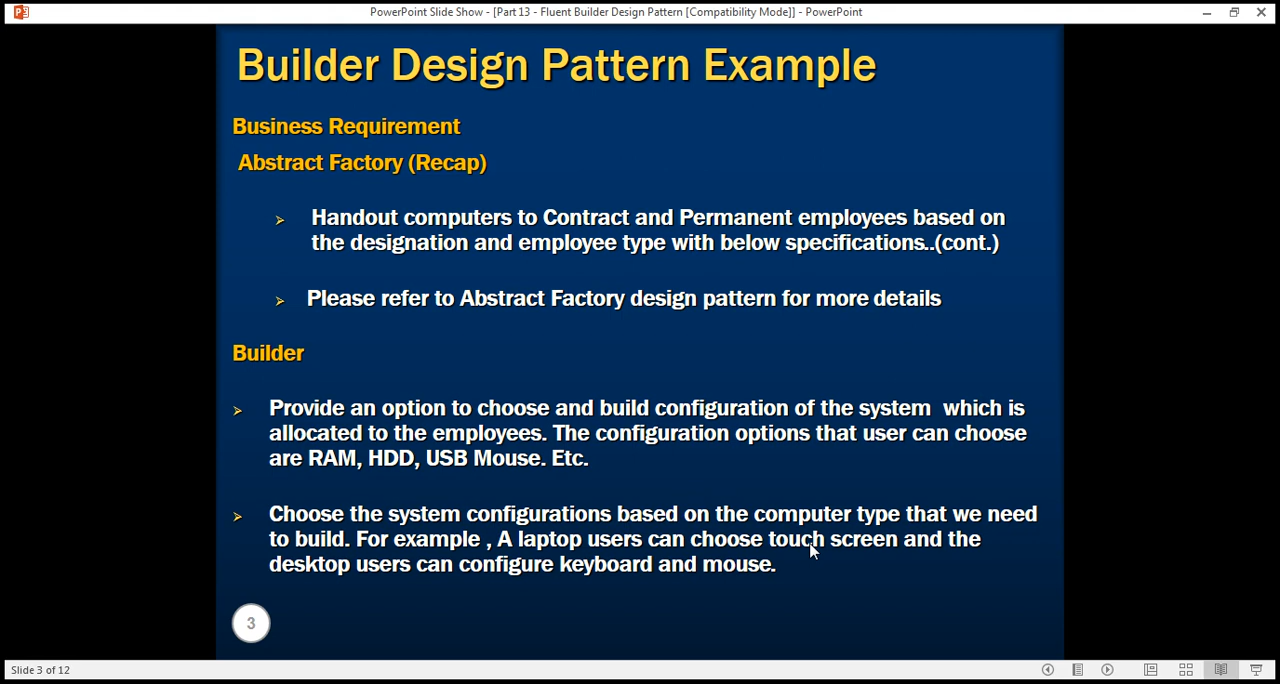 PowerPoint Slide Show - [Part 13 - Fluent Builder Design Pattern [Compatibility Mode]] - PowerPoint
Builder Design Pattern Example
Business Requirement
Abstract Factory (Recap)
Handout computers to Contract and Permanent employees based on
the designation and employee type with below specifications..(cont.)
Please refer to Abstract Factory design pattern for more details
Builder
Provide an option to choose and build configuration of the system which is
allocated to the employees. The configuration options that user can choose
are RAM, HDD, USB Mouse. Etc.
Choose the system configurations based on the computer type that we need
to build. For example , A laptop users can choose touch screen and the
desktop users can configure keyboard and mouse.
3
Slide 3 of 12